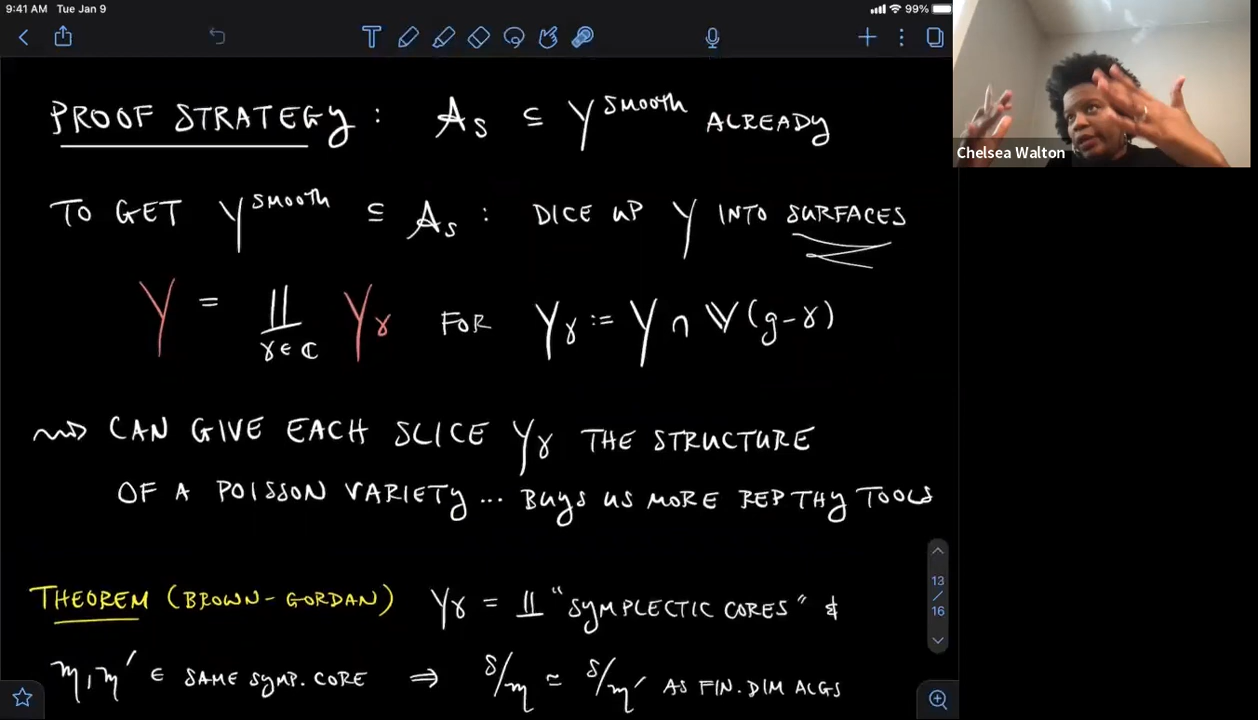 9:41 AM Tue Jan 9
99%
PROOF STRATEGY : A_S ⊆ Y^smooth ALREADY
TO GET Y^smooth ⊆ A_S : DICE UP Y INTO SURFACES
Y = ∐_{γ∈ℂ} Y_γ FOR Y_γ := Y ∩ 𝕍(g-γ)
⇝ CAN GIVE EACH SLICE Y_γ THE STRUCTURE
OF A POISSON VARIETY ... BUYS US MORE REP THY TOOLS
THEOREM (BROWN-GORDAN) Y_γ = ∐ "SYMPLECTIC CORES" &
η, η' ∈ SAME SYMP. CORE ⇒ S/η ≅ S/η' AS FIN. DIM ALGS
13
/
16
Chelsea Walton